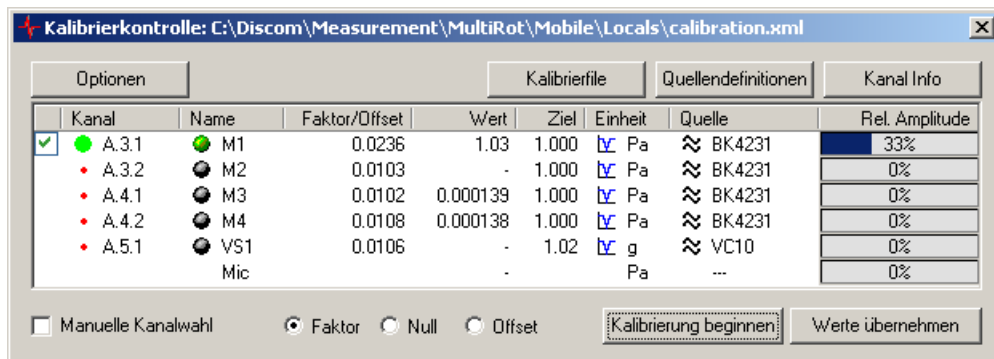 Kalibrierkontrolle: C:\Discom\Measurement\MultiRot\Mobile\Locals\calibration.xml
Optionen Kalibrierfile Quellendefinitionen Kanal Info
Kanal Name Faktor/Offset Wert Ziel Einheit Quelle Rel. Amplitude
A.3.1 M1 0.0236 1.03 1.000 Pa BK4231 33%
A.3.2 M2 0.0103 - 1.000 Pa BK4231 0%
A.4.1 M3 0.0102 0.000139 1.000 Pa BK4231 0%
A.4.2 M4 0.0108 0.000138 1.000 Pa BK4231 0%
A.5.1 VS1 0.0106 - 1.02 g VC10 0%
Mic - Pa --- 0%
Manuelle Kanalwahl Faktor Null Offset Kalibrierung beginnen Werte übernehmen